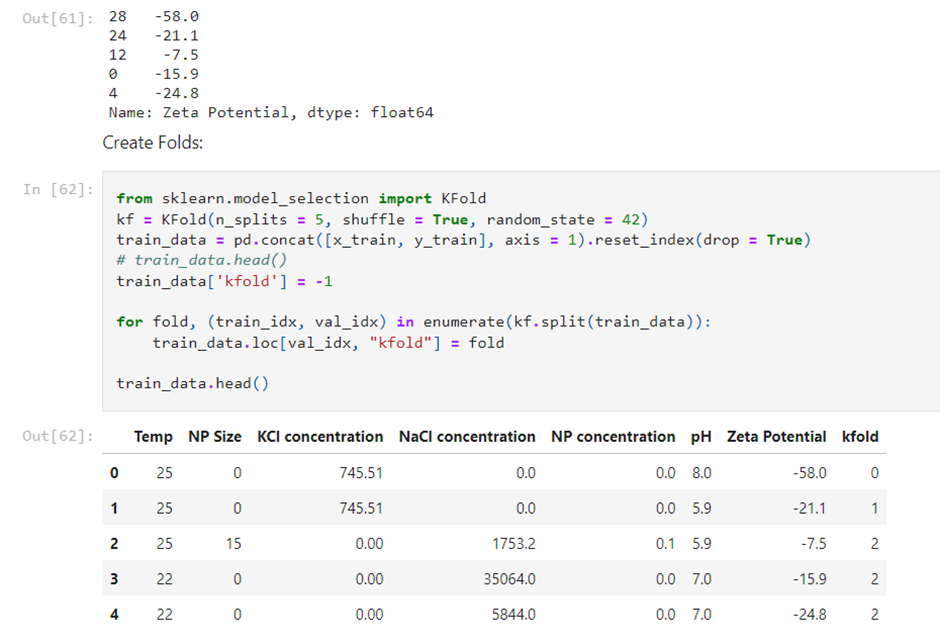 Out[61]: 28 -58.0
24 -21.1
12 -7.5
0 -15.9
4 -24.8
Name: Zeta Potential, dtype: float64
Create Folds:
In [62]:
from sklearn.model_selection import KFold
kf = KFold(n_splits = 5, shuffle = True, random_state = 42)
train_data = pd.concat([x_train, y_train], axis = 1).reset_index(drop = True)
# train_data.head()
train_data['kfold'] = -1
for fold, (train_idx, val_idx) in enumerate(kf.split(train_data)):
    train_data.loc[val_idx, "kfold"] = fold
train_data.head()
Out[62]: Temp NP Size KCl concentration NaCl concentration NP concentration pH Zeta Potential kfold
0 25 0 745.51 0.0 0.0 8.0 -58.0 0
1 25 0 745.51 0.0 0.0 5.9 -21.1 1
2 25 15 0.00 1753.2 0.1 5.9 -7.5 2
3 22 0 0.00 35064.0 0.0 7.0 -15.9 2
4 22 0 0.00 5844.0 0.0 7.0 -24.8 2